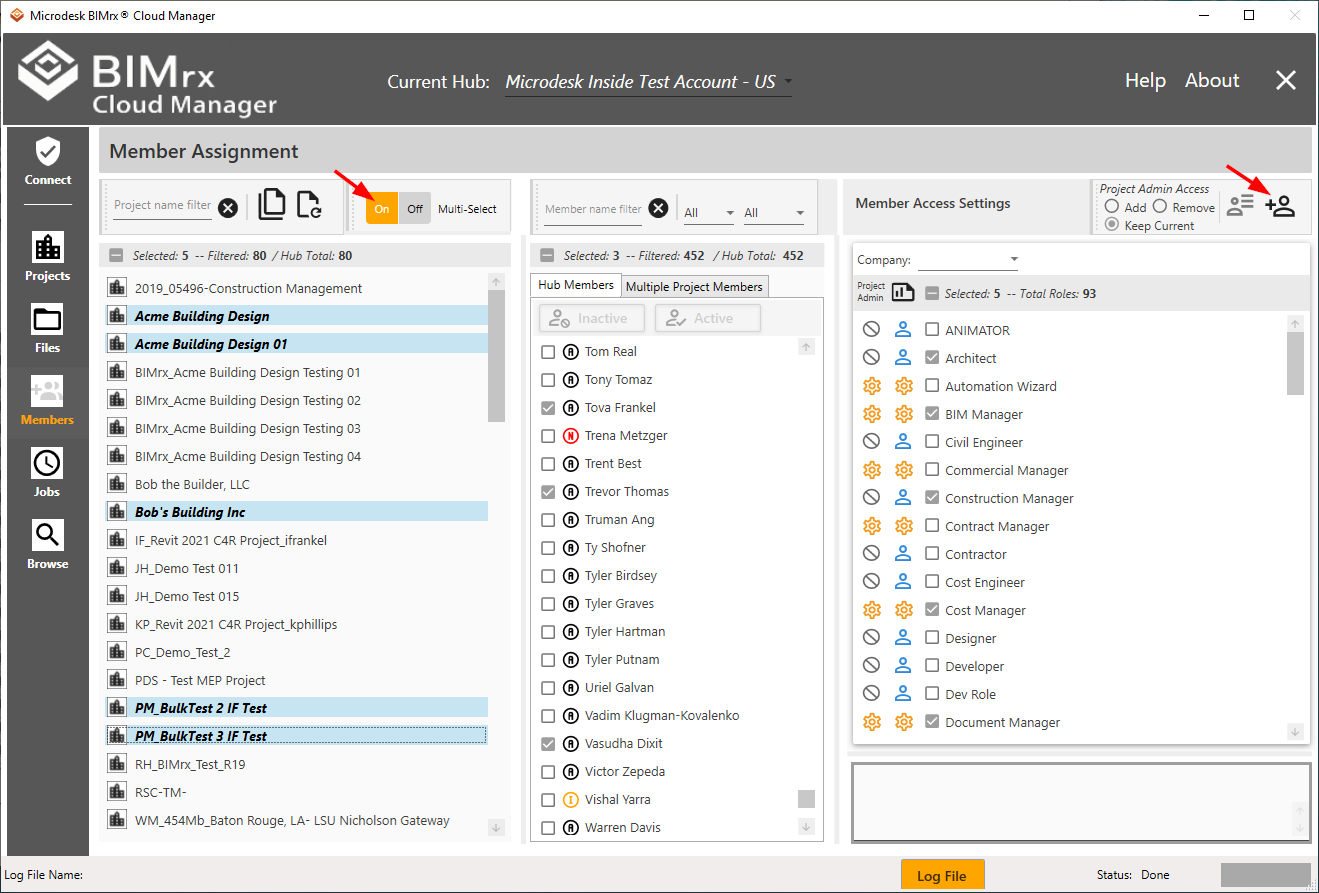 Microdesk BIMrx® Cloud Manager
BIMrx
Cloud Manager
Current Hub: Microdesk Inside Test Account - US
Help About
Connect
Projects
Files
Members
Jobs
Browse
Member Assignment
Project name filter
On Off Multi-Select
Selected: 5 -- Filtered: 80 / Hub Total: 80
2019_05496-Construction Management
Acme Building Design
Acme Building Design 01
BIMrx_Acme Building Design Testing 01
BIMrx_Acme Building Design Testing 02
BIMrx_Acme Building Design Testing 03
BIMrx_Acme Building Design Testing 04
Bob the Builder, LLC
Bob's Building Inc
IF_Revit 2021 C4R Project_ifrankel
JH_Demo Test 011
JH_Demo Test 015
KP_Revit 2021 C4R Project_kphillips
PC_Demo_Test_2
PDS - Test MEP Project
PM_BulkTest 2 IF Test
PM_BulkTest 3 IF Test
RH_BIMrx_Test_R19
RSC-TM-
WM_454Mb_Baton Rouge, LA- LSU Nicholson Gateway
Member name filter
All All
Selected: 3 -- Filtered: 452 / Hub Total: 452
Hub Members Multiple Project Members
Inactive Active
A Tom Real
A Tony Tomaz
A Tova Frankel
N Trena Metzger
A Trent Best
A Trevor Thomas
A Truman Ang
A Ty Shofner
A Tyler Birdsey
A Tyler Graves
A Tyler Hartman
A Tyler Putnam
A Uriel Galvan
A Vadim Klugman-Kovalenko
A Vasudha Dixit
A Victor Zepeda
I Vishal Yarra
A Warren Davis
Member Access Settings
Project Admin Access
Add Remove
Keep Current
Company:
Project
Admin
Selected: 5 -- Total Roles: 93
ANIMATOR
Architect
Automation Wizard
BIM Manager
Civil Engineer
Commercial Manager
Construction Manager
Contract Manager
Contractor
Cost Engineer
Cost Manager
Designer
Developer
Dev Role
Document Manager
Log File Name:
Log File
Status: Done